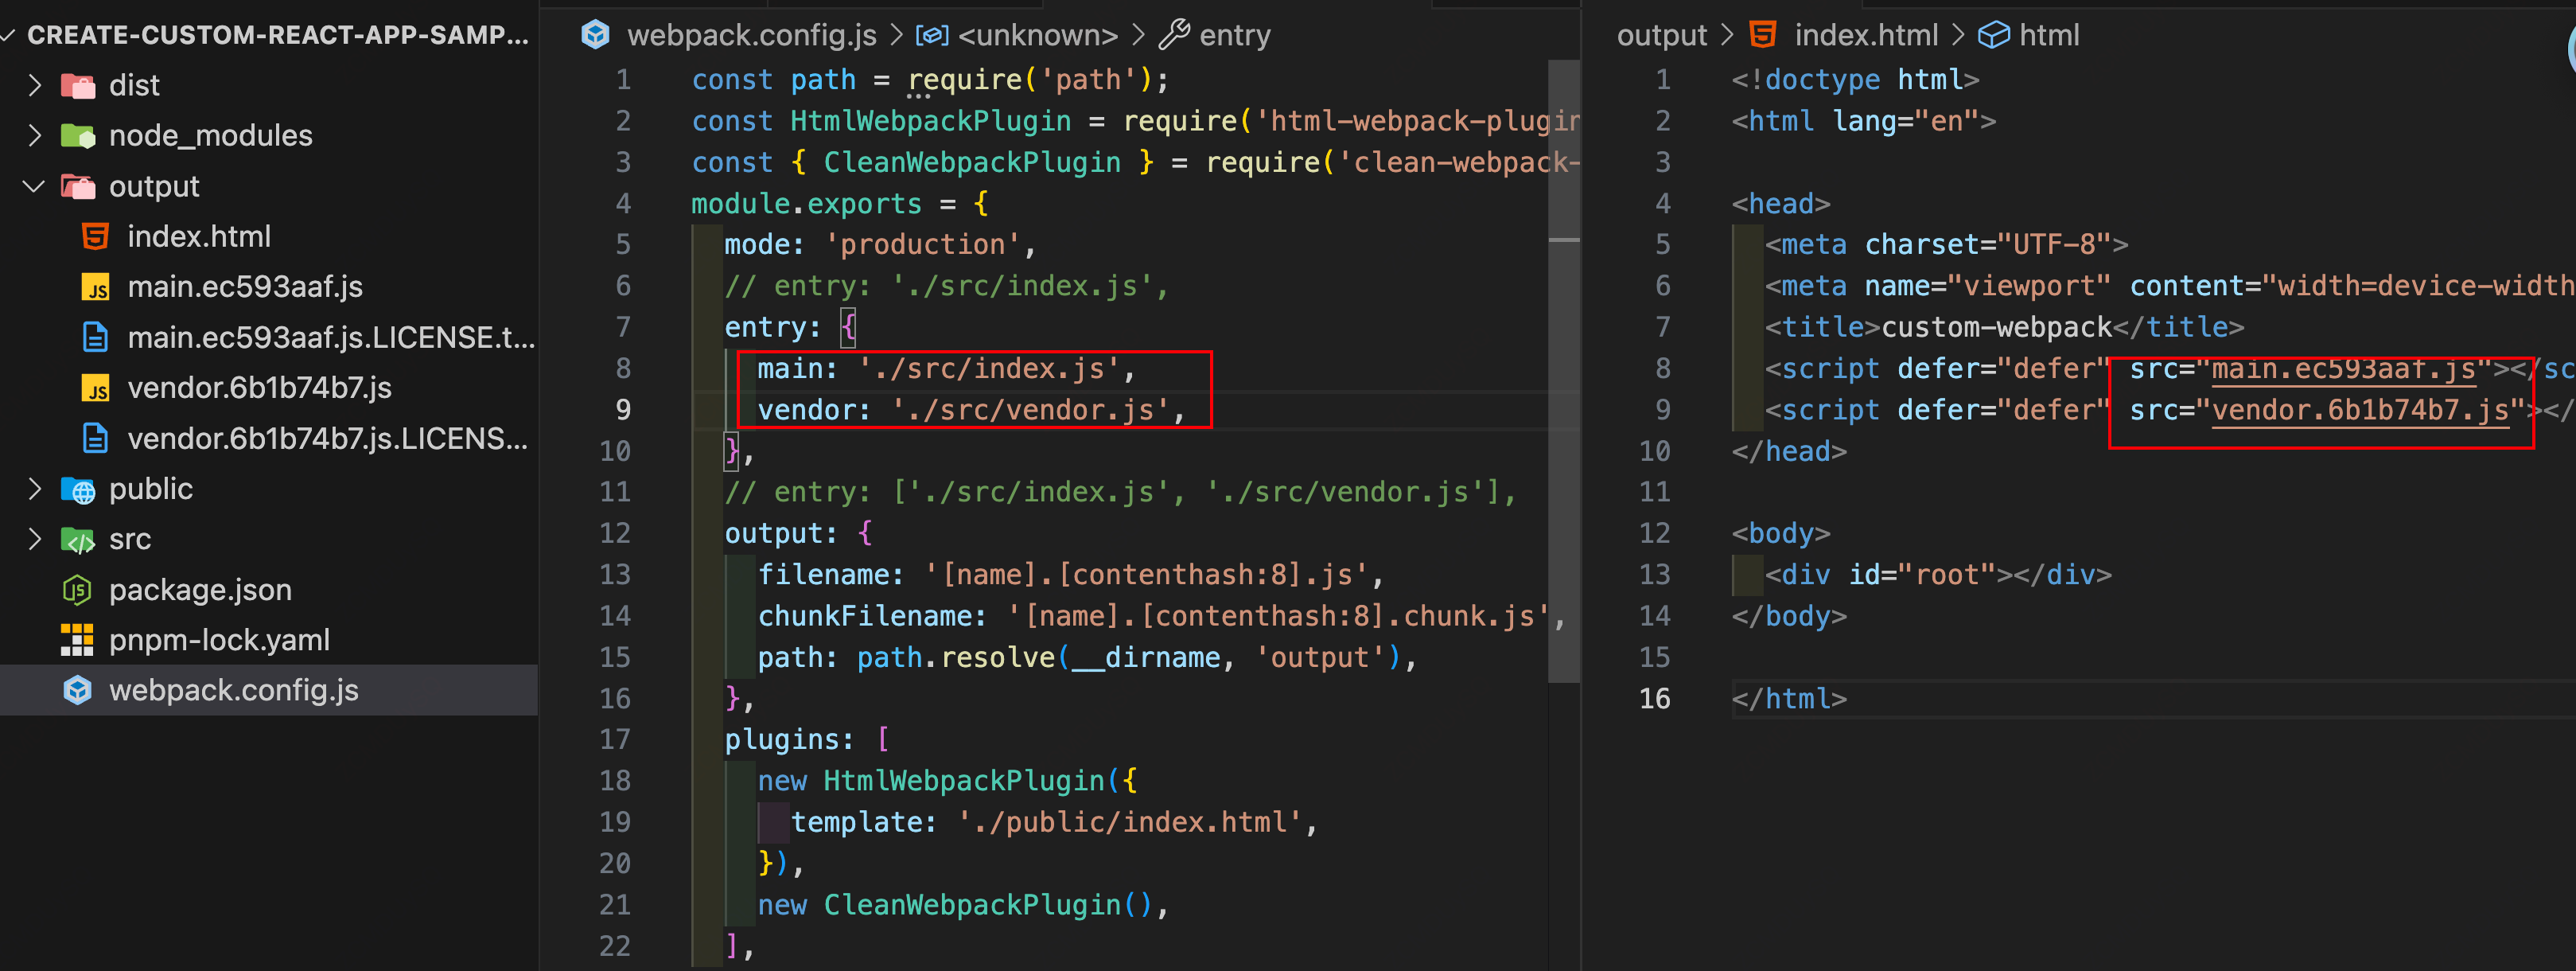 CREATE-CUSTOM-REACT-APP-SAMP...
dist
node_modules
output
index.html
main.ec593aaf.js
main.ec593aaf.js.LICENSE.t...
vendor.6b1b74b7.js
vendor.6b1b74b7.js.LICENS...
public
src
package.json
pnpm-lock.yaml
webpack.config.js
webpack.config.js > <unknown> > entry
1 const path = require('path');
2 const HtmlWebpackPlugin = require('html-webpack-plugin
3 const { CleanWebpackPlugin } = require('clean-webpack-
4 module.exports = {
5 mode: 'production',
6 // entry: './src/index.js',
7 entry: {
8 main: './src/index.js',
9 vendor: './src/vendor.js',
10 },
11 // entry: ['./src/index.js', './src/vendor.js'],
12 output: {
13 filename: '[name].[contenthash:8].js',
14 chunkFilename: '[name].[contenthash:8].chunk.js',
15 path: path.resolve(__dirname, 'output'),
16 },
17 plugins: [
18 new HtmlWebpackPlugin({
19 template: './public/index.html',
20 }),
21 new CleanWebpackPlugin(),
22 ],
output > index.html > html
1 <!doctype html>
2 <html lang="en">
3
4 <head>
5 <meta charset="UTF-8">
6 <meta name="viewport" content="width=device-width
7 <title>custom-webpack</title>
8 <script defer="defer" src="main.ec593aaf.js"></sc
9 <script defer="defer" src="vendor.6b1b74b7.js"></
10 </head>
11
12 <body>
13 <div id="root"></div>
14 </body>
15
16 </html>